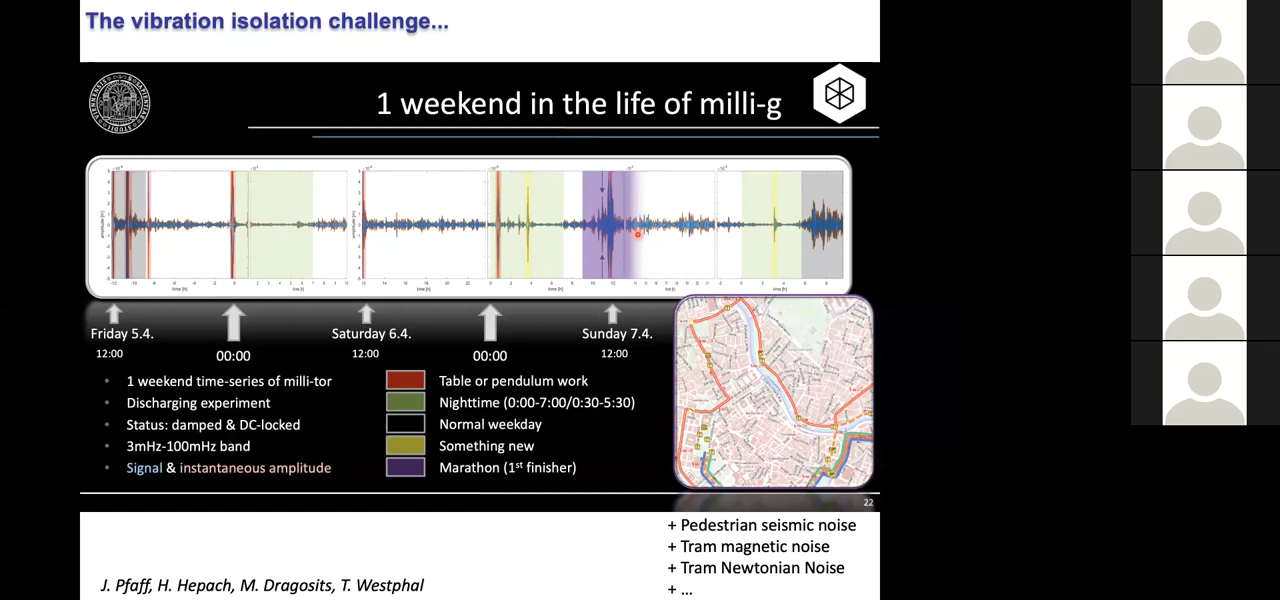 The vibration isolation challenge...
1 weekend in the life of milli-g
Friday 5.4.
12:00
00:00
Saturday 6.4.
12:00
00:00
Sunday 7.4.
12:00
• 1 weekend time-series of milli-tor
• Discharging experiment
• Status: damped & DC-locked
• 3mHz-100mHz band
• Signal & instantaneous amplitude
Table or pendulum work
Nighttime (0:00-7:00/0:30-5:30)
Normal weekday
Something new
Marathon (1st finisher)
22
+ Pedestrian seismic noise
+ Tram magnetic noise
+ Tram Newtonian Noise
+ ...
J. Pfaff, H. Hepach, M. Dragosits, T. Westphal